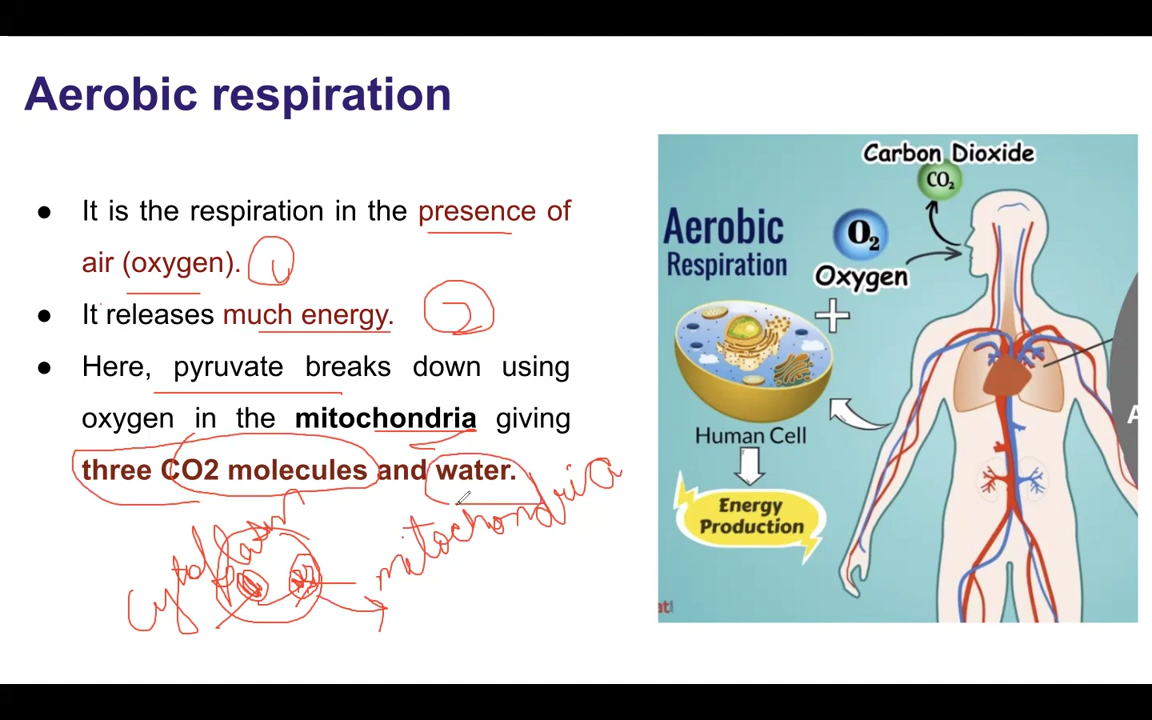 Aerobic respiration
● It is the respiration in the presence of
air (oxygen). 1
● It releases much energy. 2
● Here, pyruvate breaks down using
oxygen in the mitochondria giving
three CO2 molecules and water.
Cytoplasm
mitochondria
Carbon Dioxide
CO₂
Aerobic
Respiration
O₂
Oxygen
+
Human Cell
Energy
Production
A